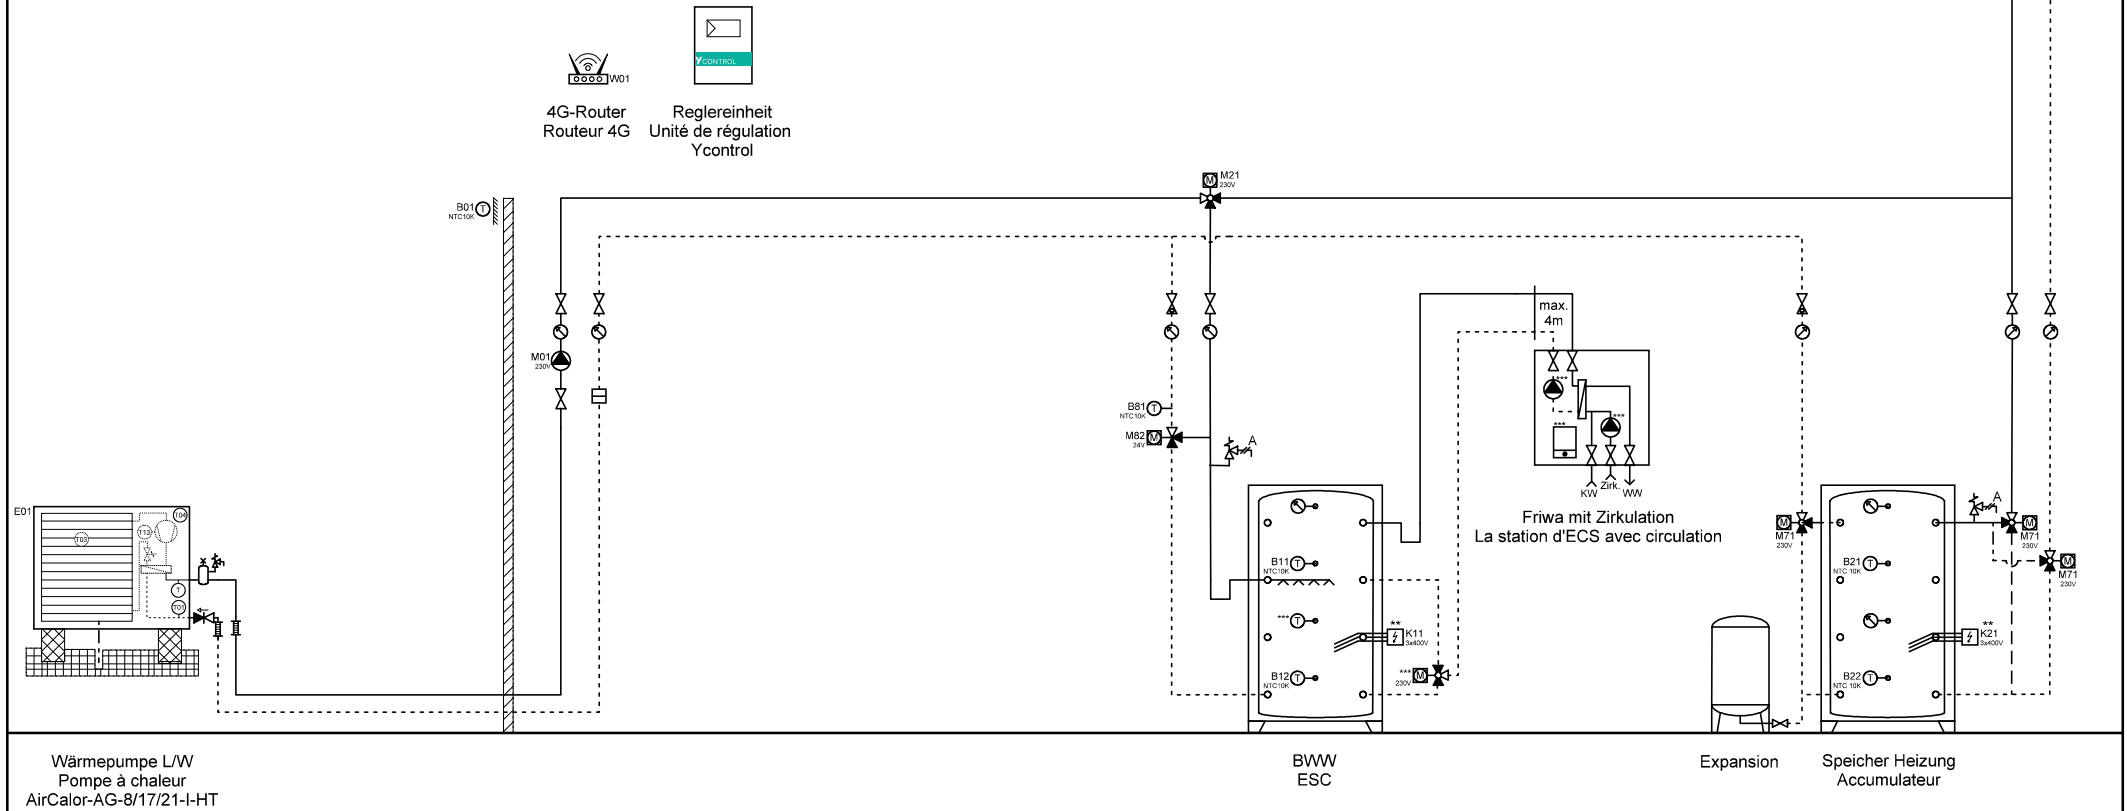 YCONTROL
W01
4G-Router
Routeur 4G
Reglereinheit
Unité de régulation
Ycontrol
M
M21
230V
B01
NTC10K
T
max.
4m
M01
230V
***
***
***
B81
NTC10K
T
M82
24V
M
A
KW
Zirk.
WW
Friwa mit Zirkulation
La station d'ECS avec circulation
E01
T04
T13
T03
T
T01
B11
NTC10K
T
***
T
B12
NTC10K
T
**
K11
3x400V
***
230V
M
M
M71
230V
A
M
M71
230V
M
M71
230V
B21
NTC 10K
T
B22
NTC 10K
T
**
K21
3x400V
Wärmepumpe L/W
Pompe à chaleur
AirCalor-AG-8/17/21-I-HT
BWW
ESC
Expansion
Speicher Heizung
Accumulateur